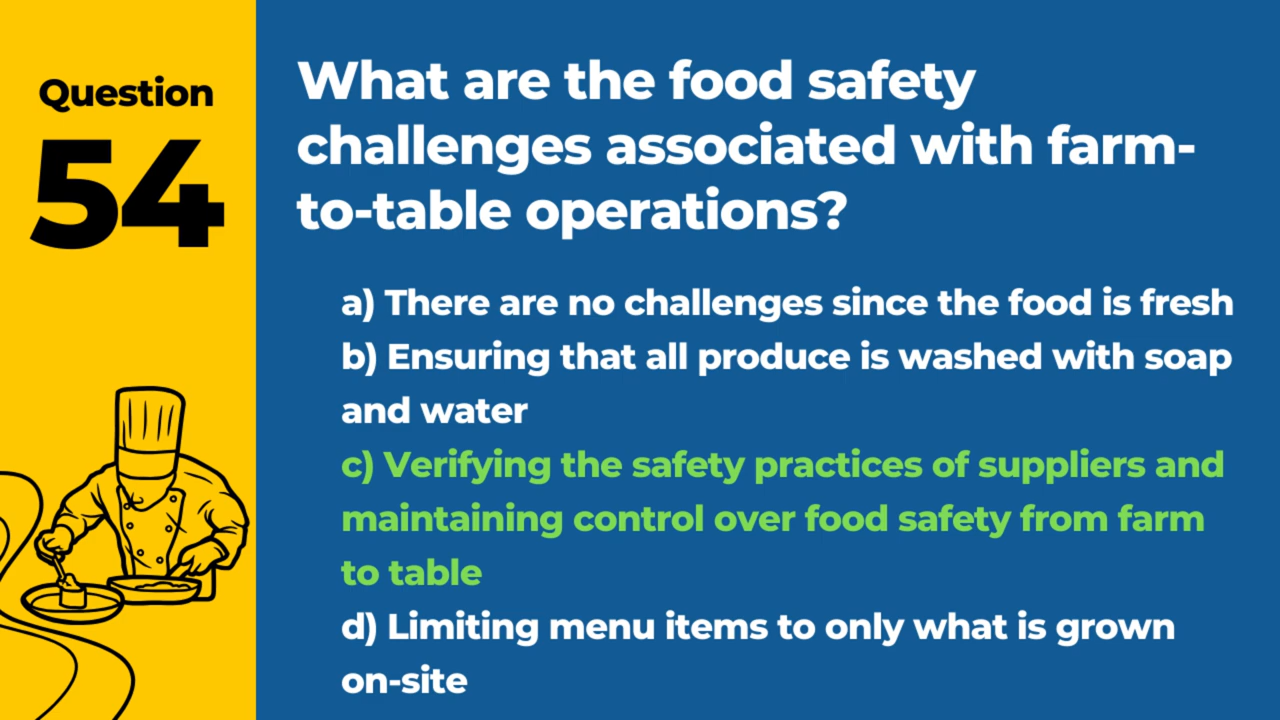 Question
54
What are the food safety
challenges associated with farm-
to-table operations?
a) There are no challenges since the food is fresh
b) Ensuring that all produce is washed with soap
and water
c) Verifying the safety practices of suppliers and
maintaining control over food safety from farm
to table
d) Limiting menu items to only what is grown
on-site